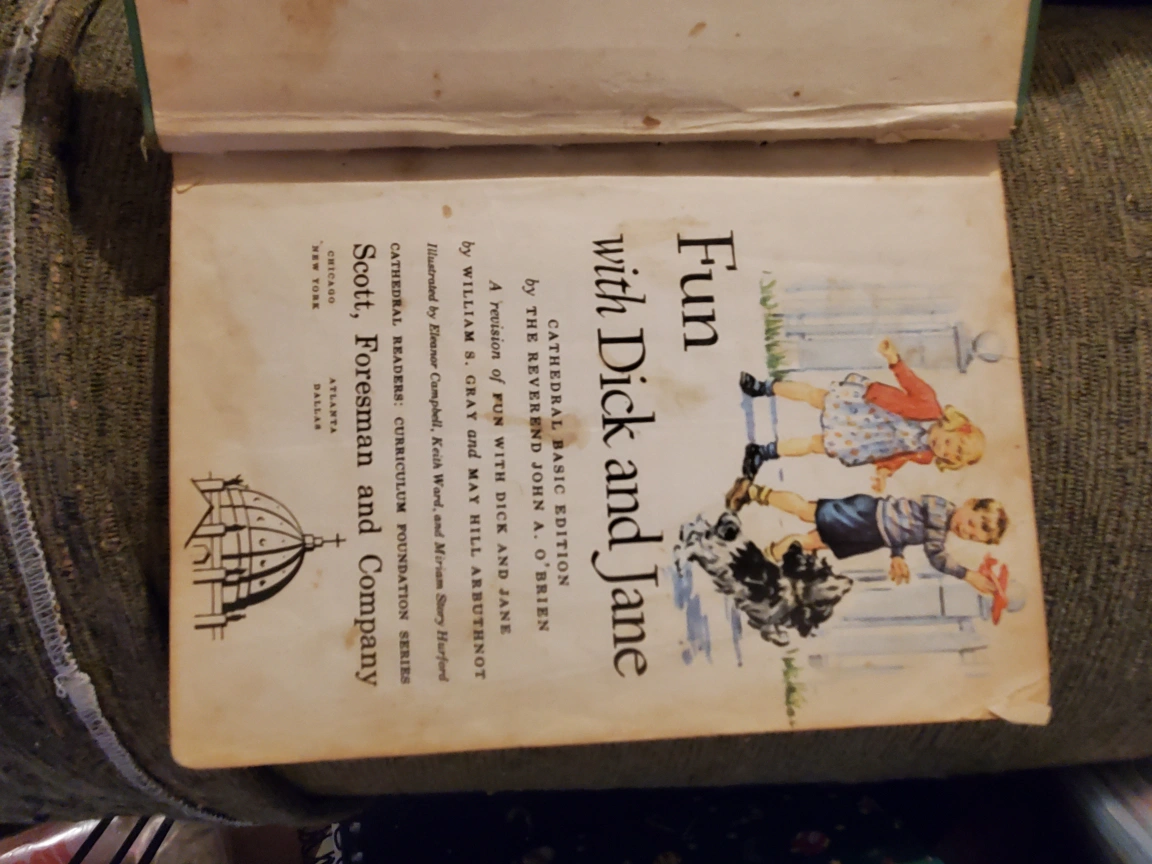 Fun
with Dick and Jane
CATHEDRAL BASIC EDITION
by THE REVEREND JOHN A. O'BRIEN
A revision of FUN WITH DICK AND JANE
by WILLIAM S. GRAY and MAY HILL ARBUTHNOT
Illustrated by Eleanor Campbell, Keith Ward, and Miriam Story Hurford
CATHEDRAL READERS: CURRICULUM FOUNDATION SERIES
Scott, Foresman and Company
CHICAGO ATLANTA
NEW YORK DALLAS